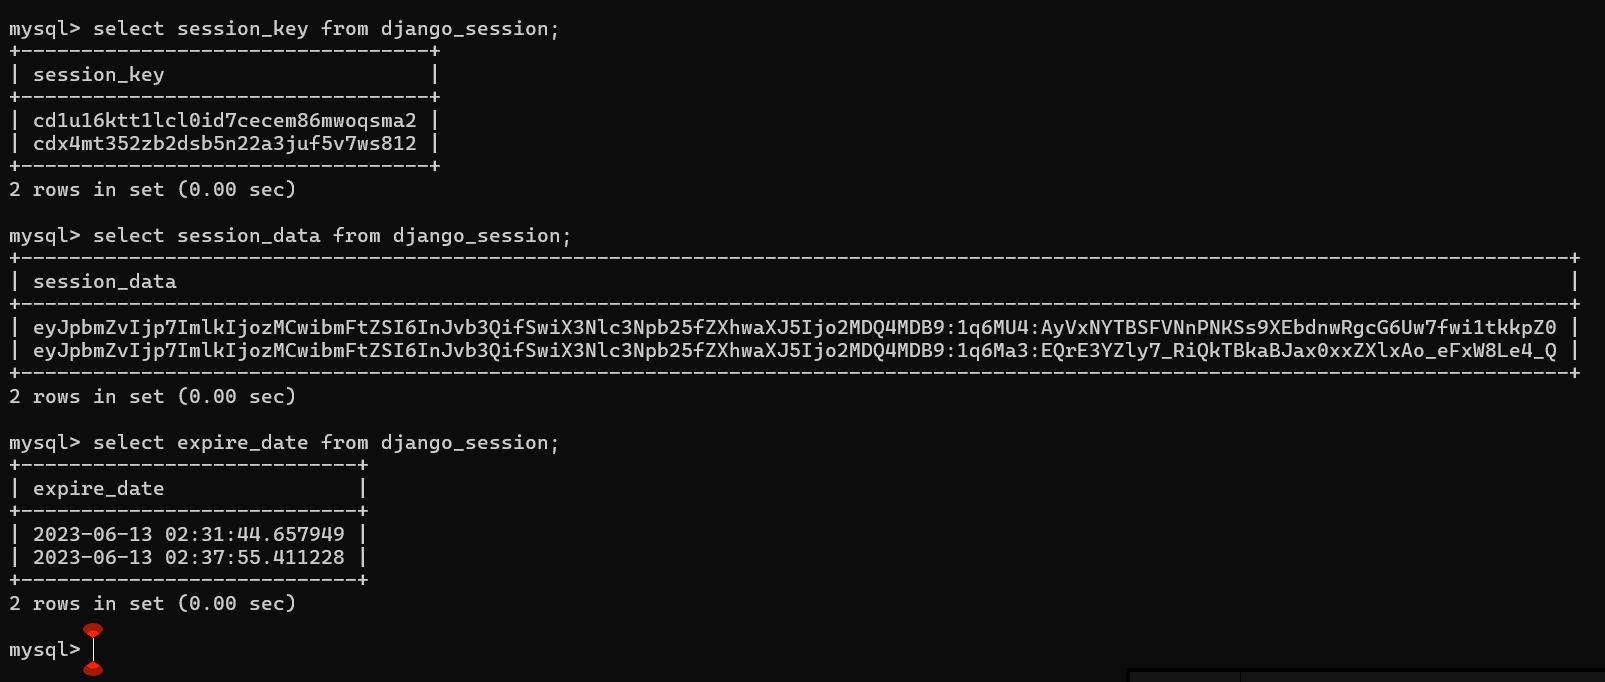 mysql> select session_key from django_session;
+----------------------------------+
| session_key                      |
+----------------------------------+
| cd1u16ktt1lcl0id7cecem86mwoqsma2 |
| cdx4mt352zb2dsb5n22a3juf5v7ws812 |
+----------------------------------+
2 rows in set (0.00 sec)
mysql> select session_data from django_session;
+---------------------------------------------------------------------------------------------------------------------------------+
| session_data                                                                                                                    |
+---------------------------------------------------------------------------------------------------------------------------------+
| eyJpbmZvIjp7ImlkIjozMCwibmFtZSI6InJvb3QifSwiX3Nlc3Npb25fZXhwaXJ5Ijo2MDQ4MDB9:1q6MU4:AyVxNYTBSFVNnPNKSs9XEbdnwRgcG6Uw7fwi1tkkpZ0 |
| eyJpbmZvIjp7ImlkIjozMCwibmFtZSI6InJvb3QifSwiX3Nlc3Npb25fZXhwaXJ5Ijo2MDQ4MDB9:1q6Ma3:EQrE3YZly7_RiQkTBkaBJax0xxZXlxAo_eFxW8Le4_Q |
+---------------------------------------------------------------------------------------------------------------------------------+
2 rows in set (0.00 sec)
mysql> select expire_date from django_session;
+----------------------------+
| expire_date                |
+----------------------------+
| 2023-06-13 02:31:44.657949 |
| 2023-06-13 02:37:55.411228 |
+----------------------------+
2 rows in set (0.00 sec)
mysql>